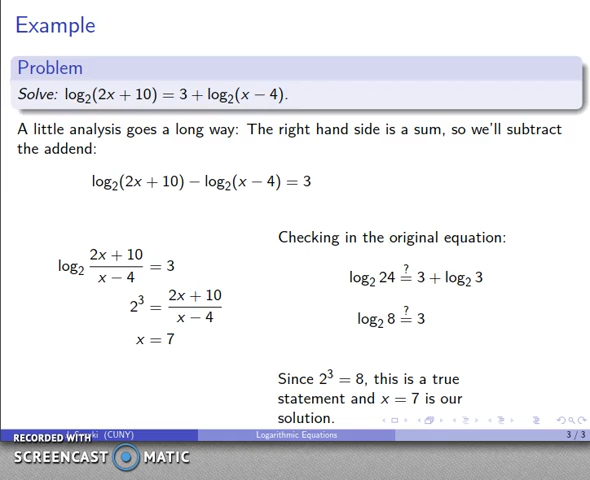 Example
Problem
Solve: log₂(2x + 10) = 3 + log₂(x − 4).
A little analysis goes a long way: The right hand side is a sum, so we'll subtract
the addend:
log₂(2x + 10) − log₂(x − 4) = 3
log₂ (2x + 10)/(x − 4) = 3
2³ = (2x + 10)/(x − 4)
x = 7
Checking in the original equation:
log₂ 24 ≟ 3 + log₂ 3
log₂ 8 ≟ 3
Since 2³ = 8, this is a true
statement and x = 7 is our
solution.
(CUNY)
Logarithmic Equations
3 / 3
RECORDED WITH
SCREENCAST MATIC